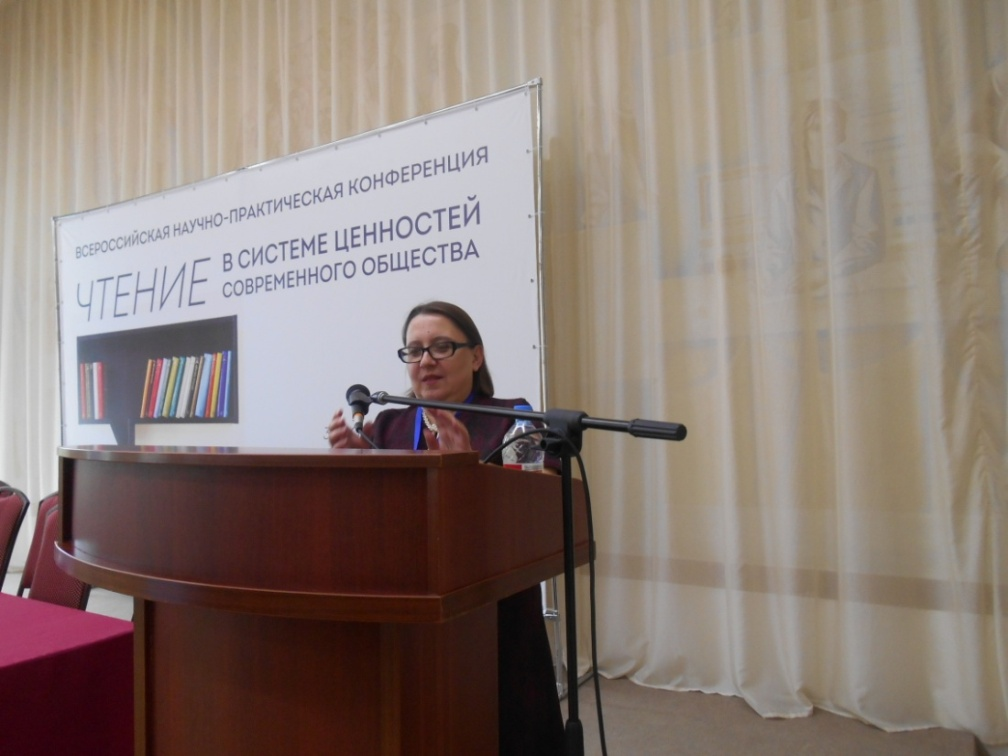 ВСЕРОССИЙСКАЯ НАУЧНО-ПРАКТИЧЕСКАЯ КОНФЕРЕНЦИЯ
ЧТЕНИЕ
В СИСТЕМЕ ЦЕННОСТЕЙ
СОВРЕМЕННОГО ОБЩЕСТВА